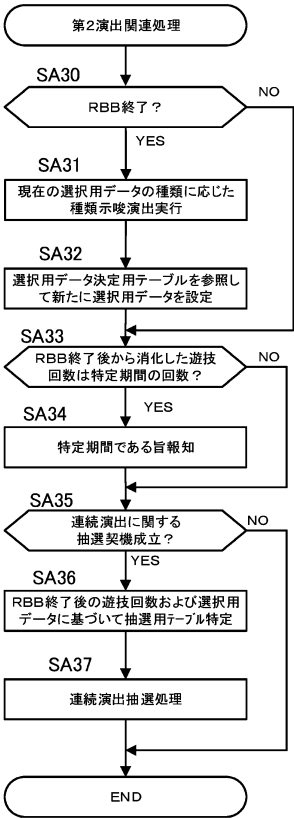 第2演出関連処理
SA30
RBB終了？
NO
YES
SA31
現在の選択用データの種類に応じた
種類示唆演出実行
SA32
選択用データ決定用テーブルを参照し
て新たに選択用データを設定
SA33
RBB終了後から消化した遊技
回数は特定期間の回数？
NO
YES
SA34
特定期間である旨報知
SA35
連続演出に関する
抽選契機成立？
NO
YES
SA36
RBB終了後の遊技回数および選択用
データに基づいて抽選用ﾃｰﾌﾞﾙ特定
SA37
連続演出抽選処理
END